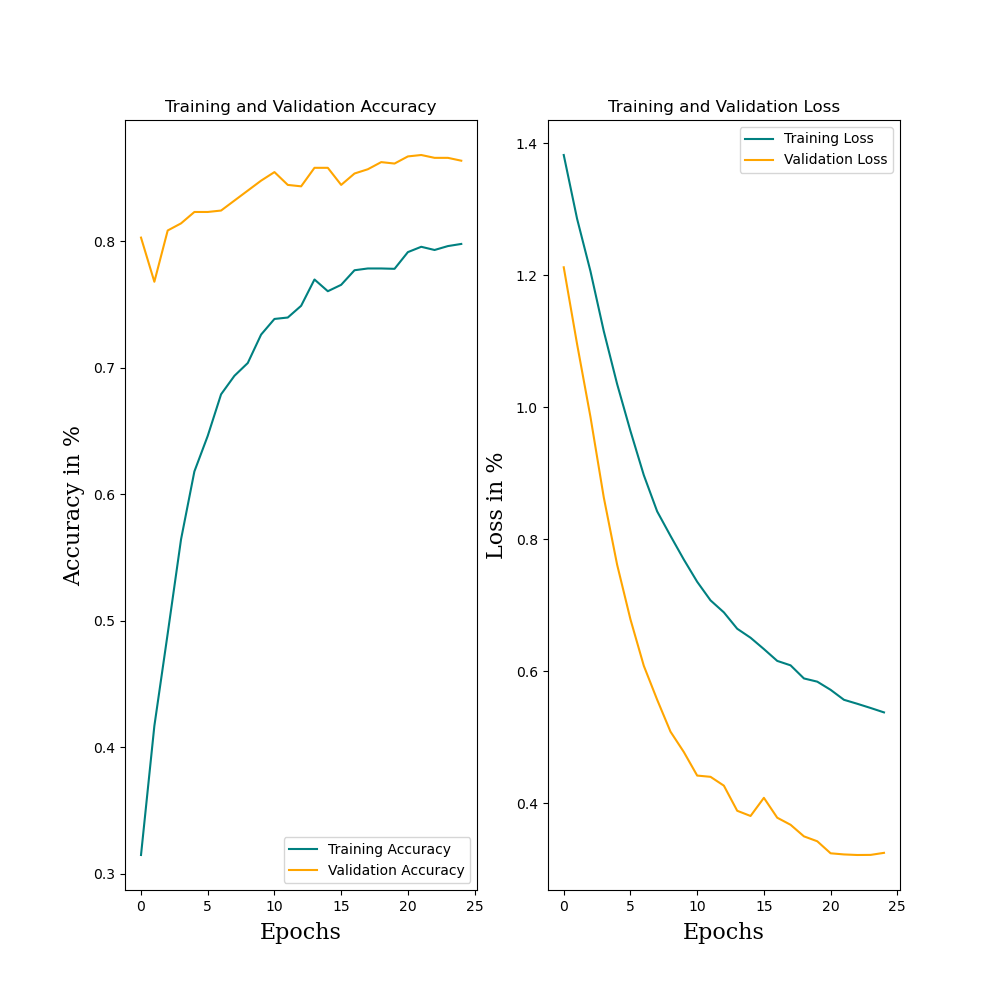 Training and Validation Accuracy
Accuracy in %
0.8
0.7
0.6
0.5
0.4
0.3
Training Accuracy
Validation Accuracy
0 5 10 15 20 25
Epochs
Training and Validation Loss
Loss in %
1.4
1.2
1.0
0.8
0.6
0.4
Training Loss
Validation Loss
0 5 10 15 20 25
Epochs